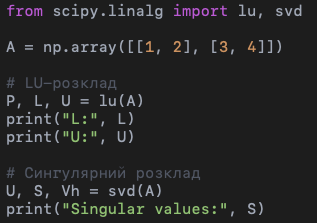 from scipy.linalg import lu, svd
A = np.array([[1, 2], [3, 4]])
# LU—розклад
P, L, U = lu(A)
print("L:", L)
print("U:", U)
# Сингулярний розклад
U, S, Vh = svd(A)
print("Singular values:", S)